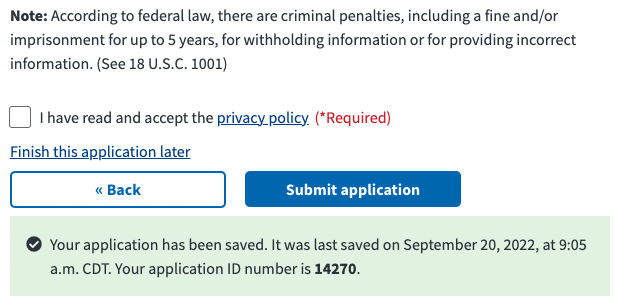 Note: According to federal law, there are criminal penalties, including a fine and/or
imprisonment for up to 5 years, for withholding information or for providing incorrect
information. (See 18 U.S.C. 1001)
I have read and accept the privacy policy (*Required)
Finish this application later
« Back
Submit application
Your application has been saved. It was last saved on September 20, 2022, at 9:05
a.m. CDT. Your application ID number is 14270.